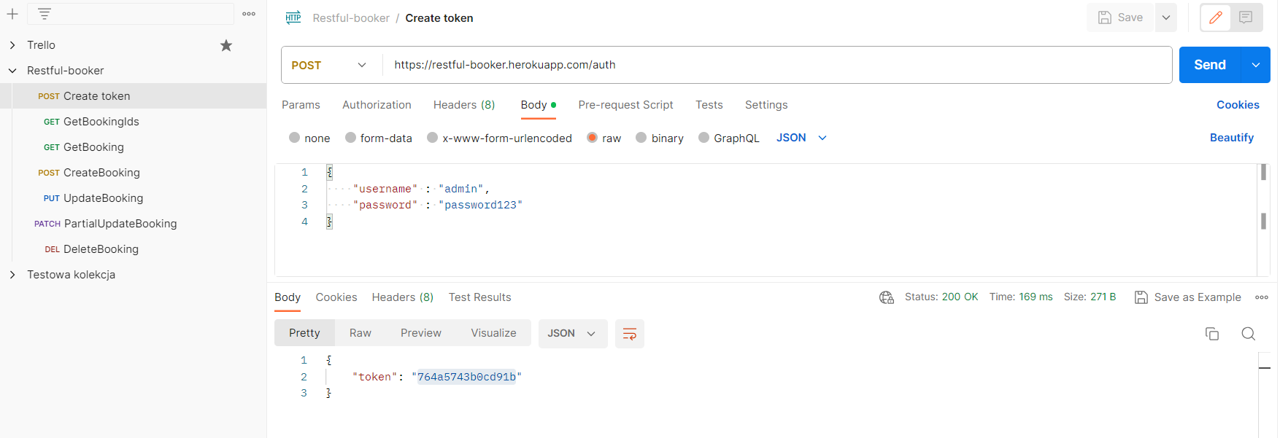 Trello
Restful-booker
POST Create token
GET GetBookingIds
GET GetBooking
POST CreateBooking
PUT UpdateBooking
PATCH PartialUpdateBooking
DEL DeleteBooking
Testowa kolekcja
HTTP Restful-booker / Create token
Save
POST https://restful-booker.herokuapp.com/auth
Send
Params Authorization Headers (8) Body Pre-request Script Tests Settings Cookies
none form-data x-www-form-urlencoded raw binary GraphQL JSON Beautify
1 {
2 "username" : "admin",
3 "password" : "password123"
4 }
Body Cookies Headers (8) Test Results Status: 200 OK Time: 169 ms Size: 271 B Save as Example
Pretty Raw Preview Visualize JSON
1 {
2 "token": "764a5743b0cd91b"
3 }